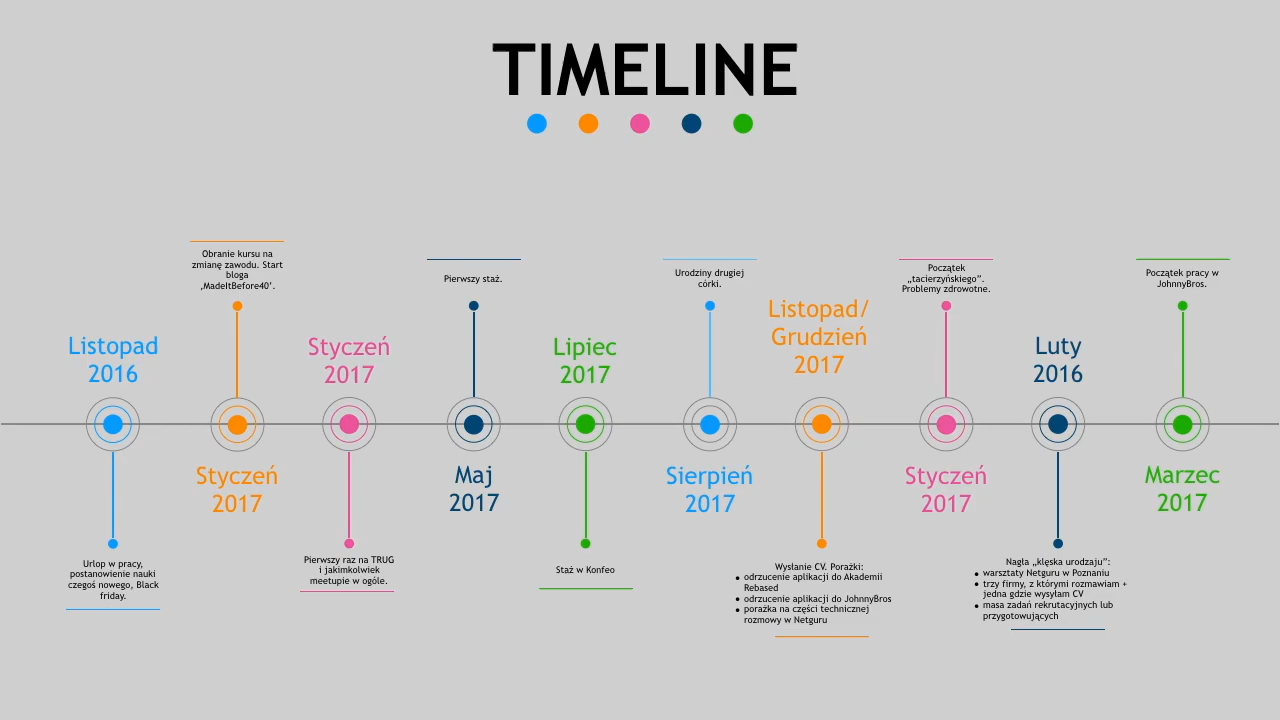 TIMELINE
Listopad
2016
Urlop w pracy,
postanowienie nauki
czegoś nowego, Black
friday.
Obranie kursu na
zmianę zawodu. Start
bloga
‚MadeItBefore40’.
Styczeń
2017
Styczeń
2017
Pierwszy raz na TRUG
i jakimkolwiek
meetupie w ogóle.
Pierwszy staż.
Maj
2017
Lipiec
2017
Staż w Konfeo
Urodziny drugiej
córki.
Sierpień
2017
Listopad/
Grudzień
2017
Wysłanie CV. Porażki:
● odrzucenie aplikacji do Akademii
Rebased
● odrzucenie aplikacji do JohnnyBros
● porażka na części technicznej
rozmowy w Netguru
Początek
„tacierzyńskiego”.
Problemy zdrowotne.
Styczeń
2017
Luty
2016
Nagła „klęska urodzaju”:
● warsztaty Netguru w Poznaniu
● trzy firmy, z którymi rozmawiam +
jedna gdzie wysyłam CV
● masa zadań rekrutacyjnych lub
przygotowujących
Początek pracy w
JohnnyBros.
Marzec
2017